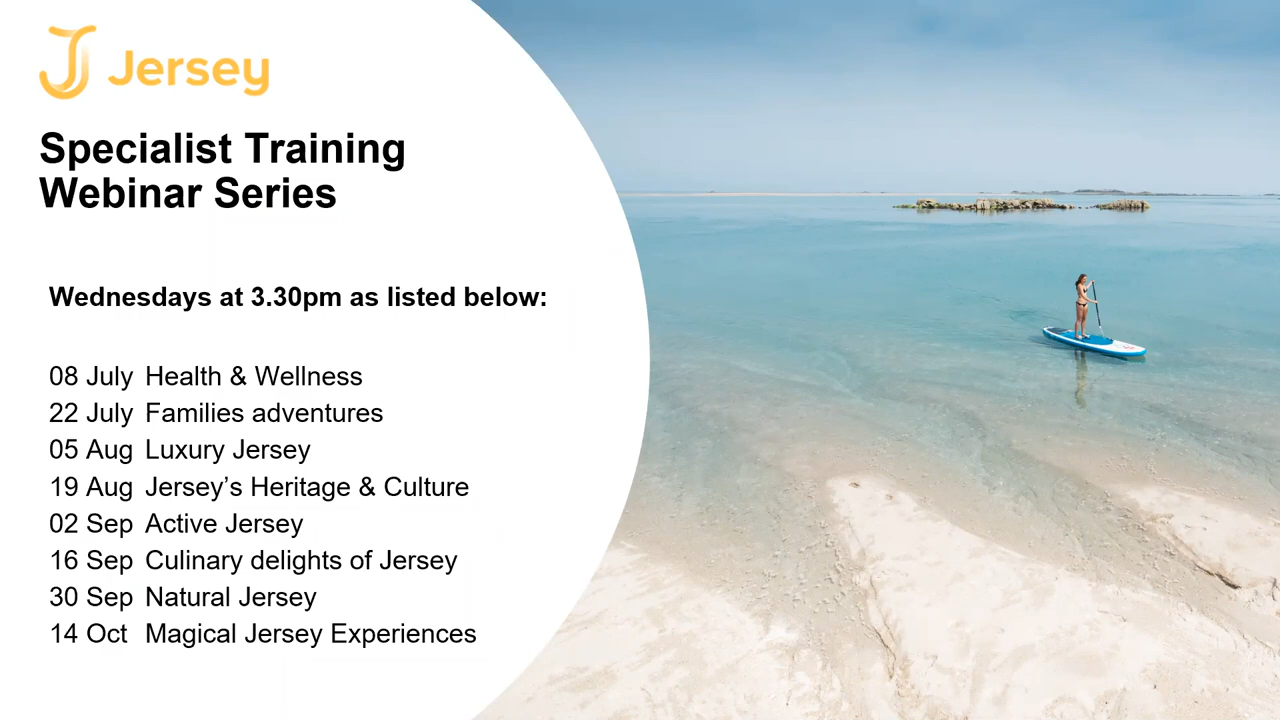 Jersey
Specialist Training
Webinar Series
Wednesdays at 3.30pm as listed below:
08 July Health & Wellness
22 July Families adventures
05 Aug Luxury Jersey
19 Aug Jersey’s Heritage & Culture
02 Sep Active Jersey
16 Sep Culinary delights of Jersey
30 Sep Natural Jersey
14 Oct Magical Jersey Experiences